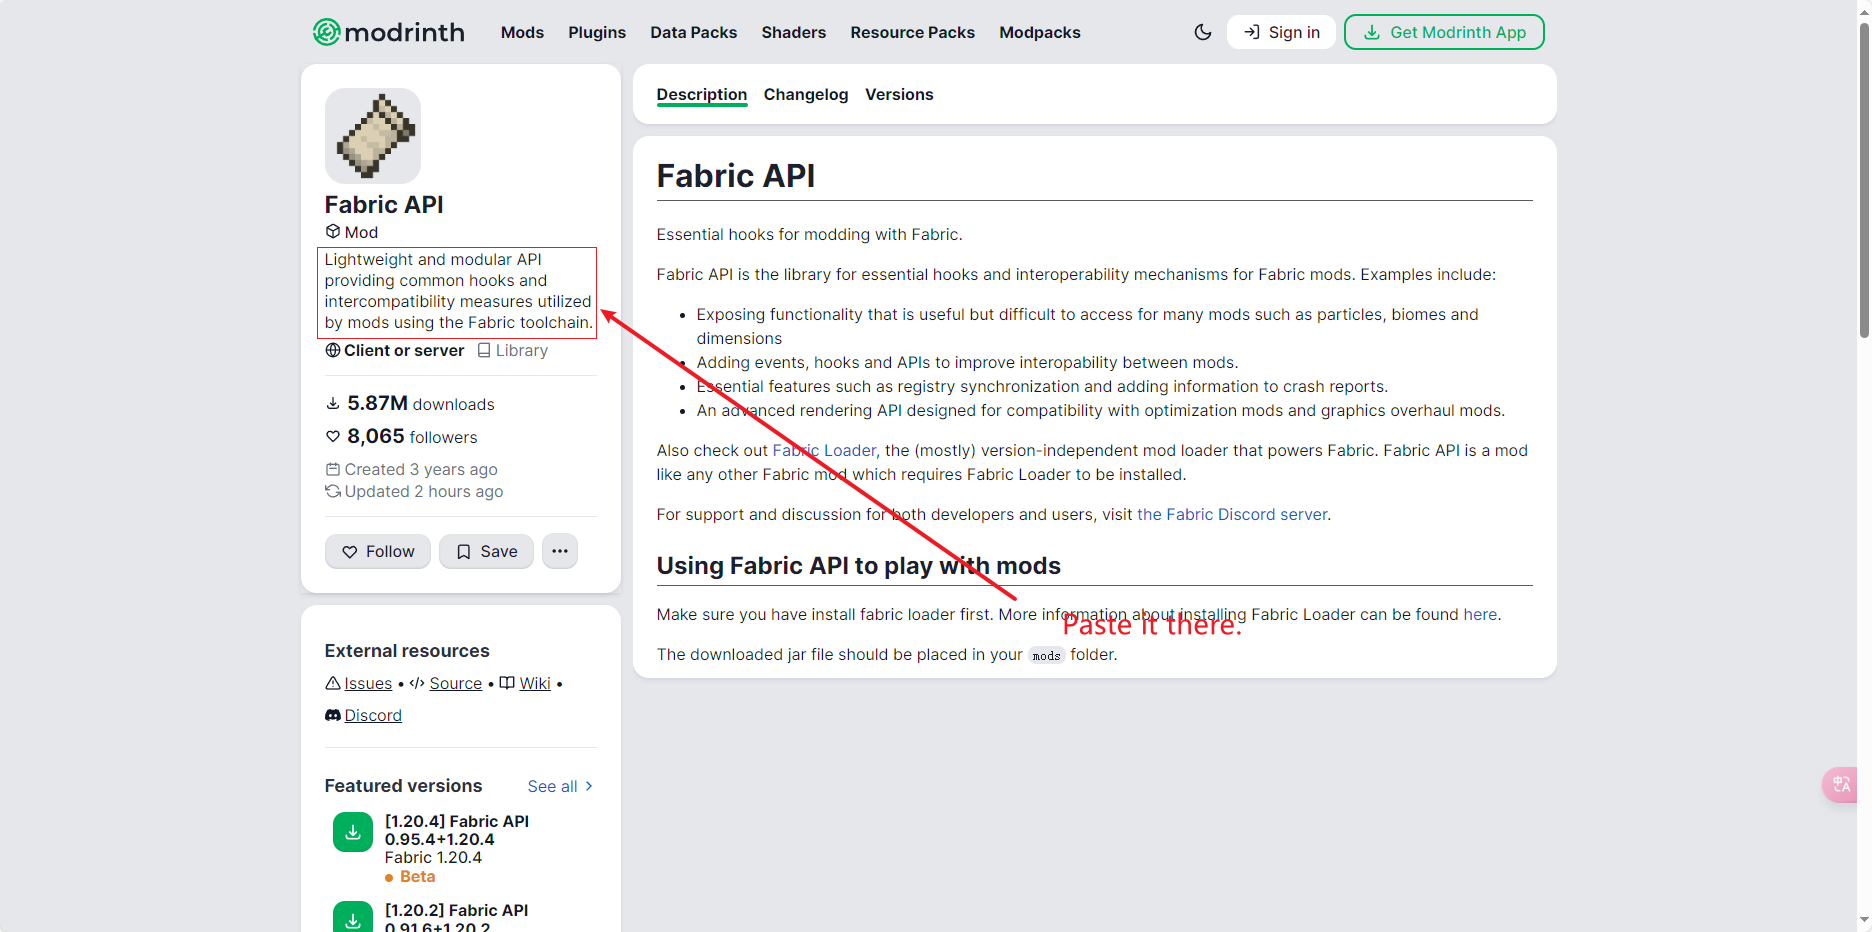 modrinth
Mods
Plugins
Data Packs
Shaders
Resource Packs
Modpacks
Sign in
Get Modrinth App
Fabric API
Mod
Lightweight and modular API
providing common hooks and
intercompatibility measures utilized
by mods using the Fabric toolchain.
Client or server
Library
5.87M downloads
8,065 followers
Created 3 years ago
Updated 2 hours ago
Follow
Save
External resources
Issues • Source • Wiki •
Discord
Featured versions
See all
[1.20.4] Fabric API
0.95.4+1.20.4
Fabric 1.20.4
Beta
[1.20.2] Fabric API
0.91.6+1.20.2
Description
Changelog
Versions
Fabric API
Essential hooks for modding with Fabric.
Fabric API is the library for essential hooks and interoperability mechanisms for Fabric mods. Examples include:
• Exposing functionality that is useful but difficult to access for many mods such as particles, biomes and
dimensions
• Adding events, hooks and APIs to improve interopability between mods.
• Essential features such as registry synchronization and adding information to crash reports.
• An advanced rendering API designed for compatibility with optimization mods and graphics overhaul mods.
Also check out Fabric Loader, the (mostly) version-independent mod loader that powers Fabric. Fabric API is a mod
like any other Fabric mod which requires Fabric Loader to be installed.
For support and discussion for both developers and users, visit the Fabric Discord server.
Using Fabric API to play with mods
Make sure you have install fabric loader first. More information about installing Fabric Loader can be found here.
Paste it there.
The downloaded jar file should be placed in your mods folder.